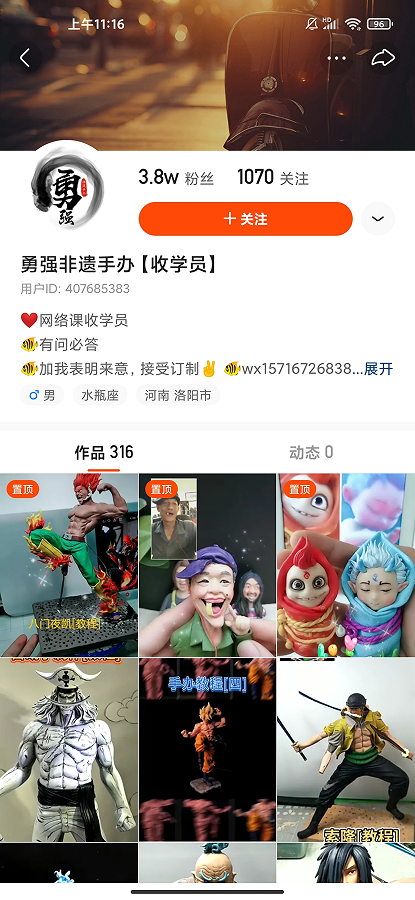 上午11:16
HD
96
勇
强
3.8w 粉丝
1070 关注
+ 关注
勇强非遗手办【收学员】
用户ID: 407685383
❤️网络课收学员
🐠有问必答
🐠加我表明来意，接受订制✌️ 🐠wx15716726838...展开
♂ 男
水瓶座
河南 洛阳市
作品 316
动态 0
置顶
置顶
置顶
八门夜凯[教程]
手办教程[四]
索隆[教程]